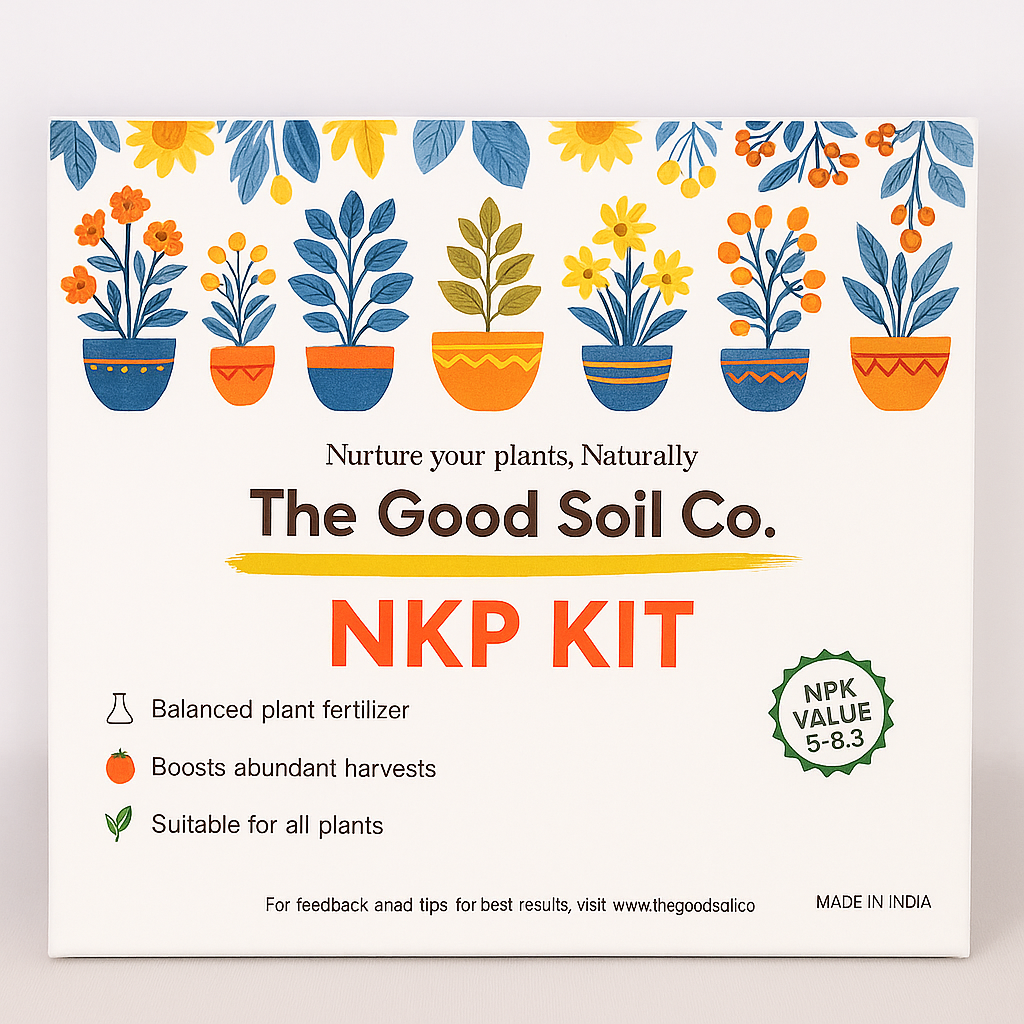 Nurture your plants, Naturally
The Good Soil Co.
NKP KIT
Balanced plant fertilizer
Boosts abundant harvests
Suitable for all plants
NPK
VALUE
5-8.3
For feedback anad tips for best results, visit www.thegoodsalico
MADE IN INDIA